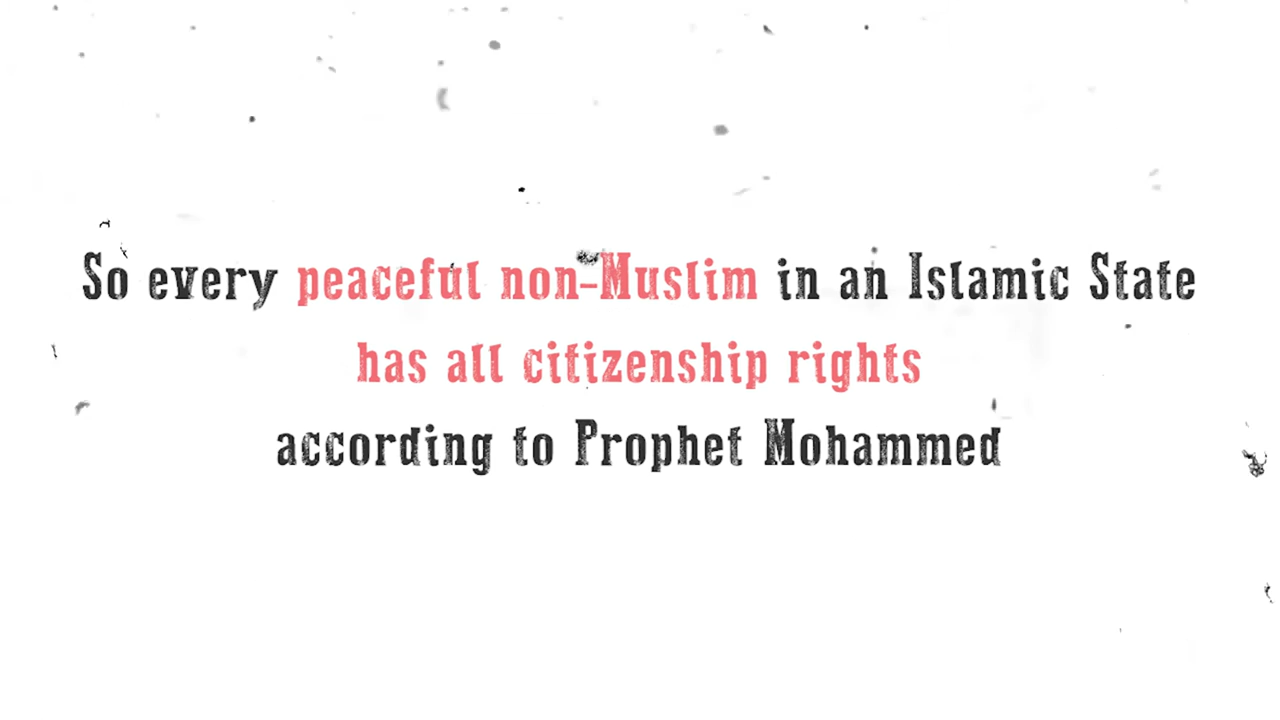 So every peaceful non-Muslim in an Islamic State
has all citizenship rights
according to Prophet Mohammed